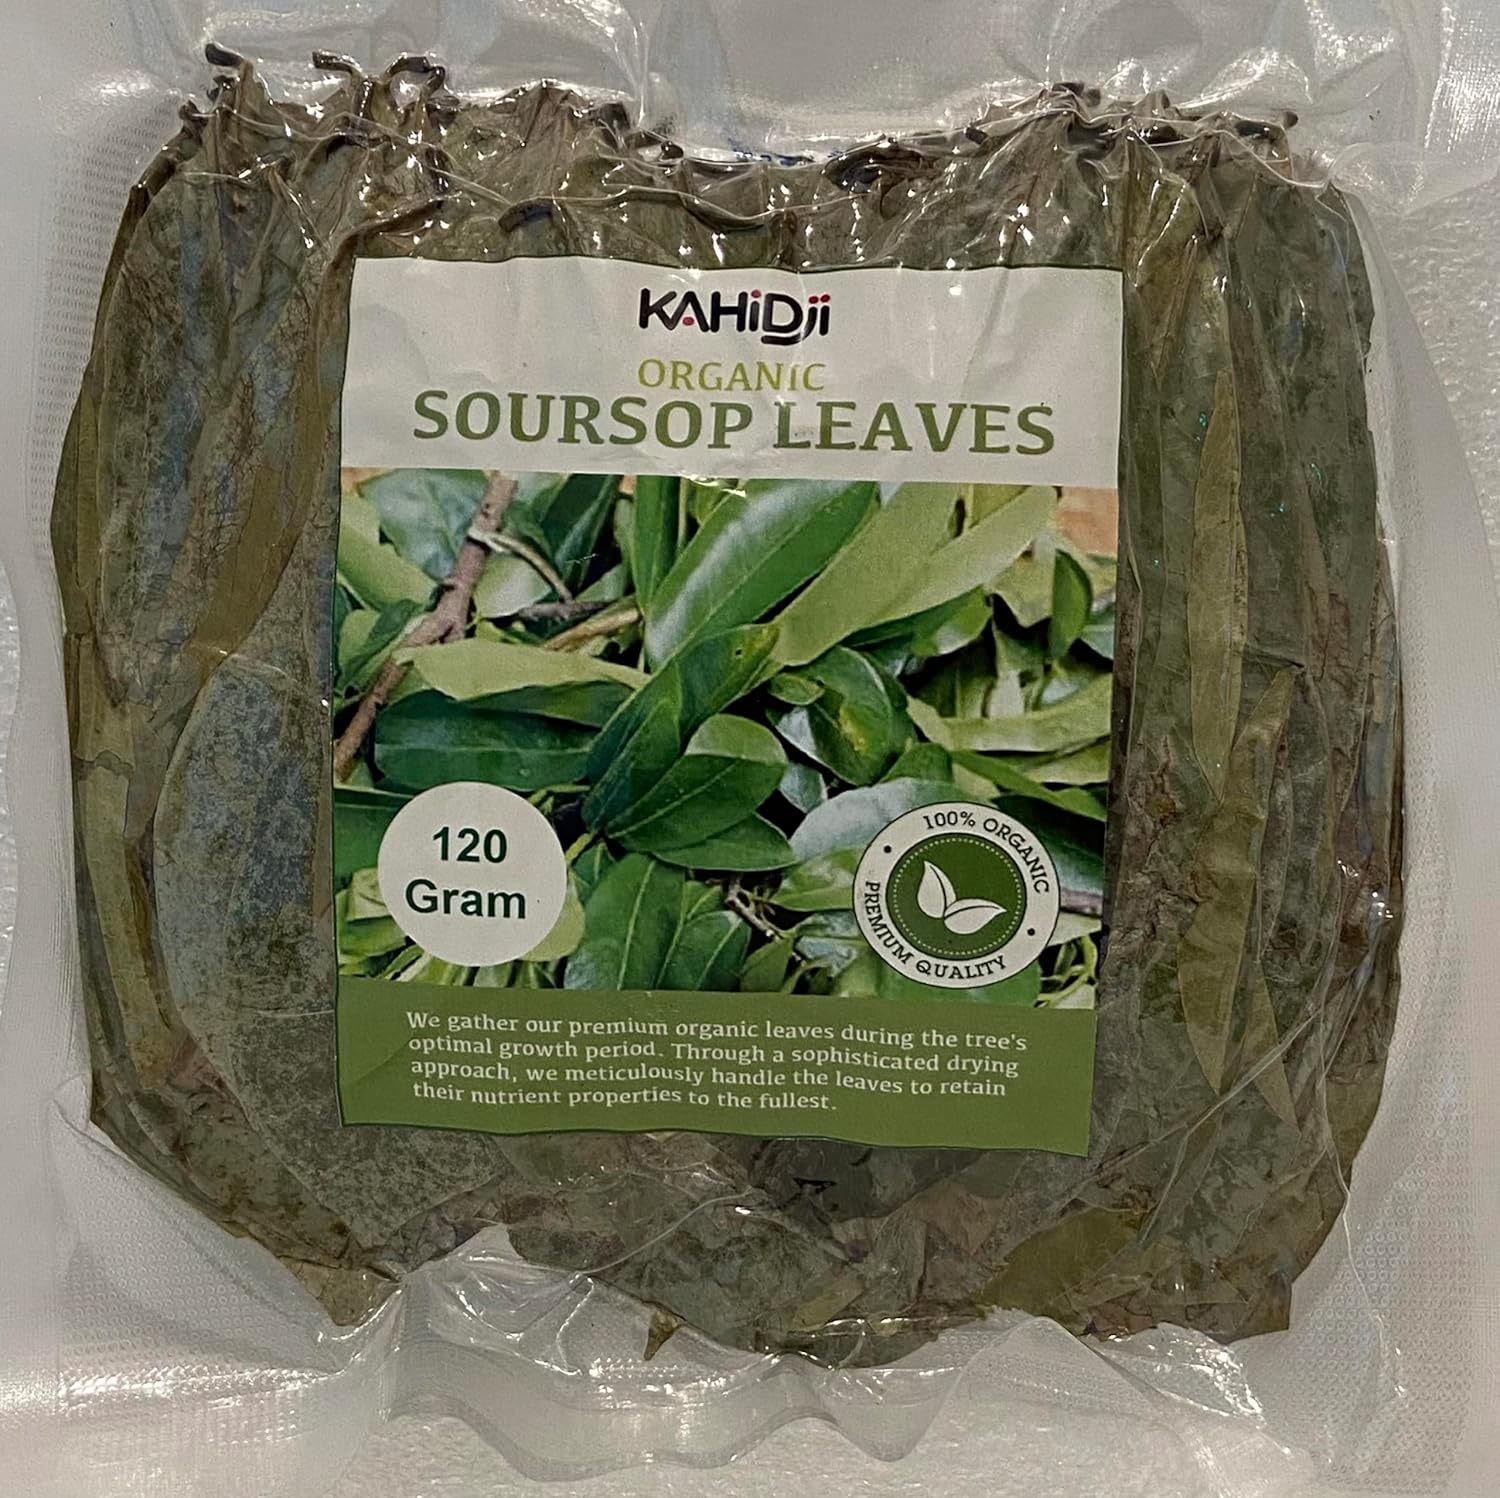 KAHiDji
ORGANIC
SOURSOP LEAVES
120
Gram
100% ORGANIC
PREMIUM QUALITY
We gather our premium organic leaves during the tree's
optimal growth period. Through a sophisticated drying
approach, we meticulously handle the leaves to retain
their nutrient properties to the fullest.